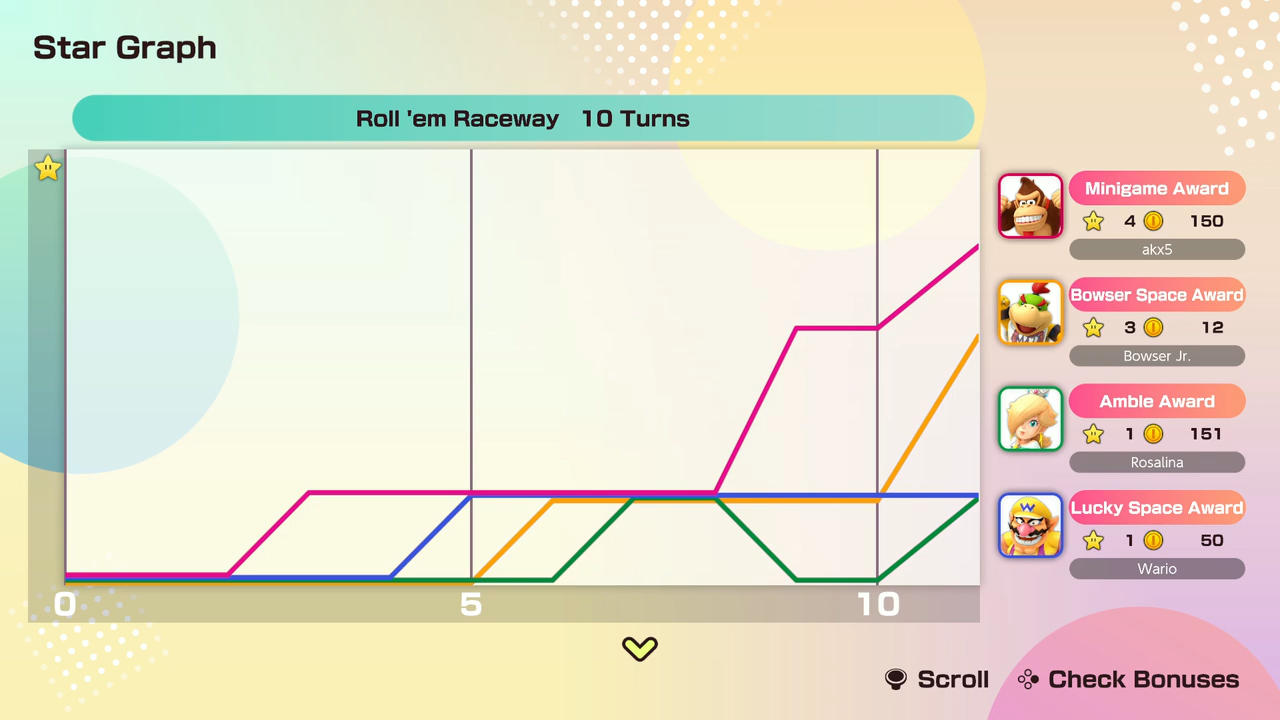 Star Graph
Roll 'em Raceway 10 Turns
Minigame Award
4 150
akx5
Bowser Space Award
3 12
Bowser Jr.
Amble Award
1 151
Rosalina
Lucky Space Award
1 50
Wario
0 5 10
Scroll Check Bonuses